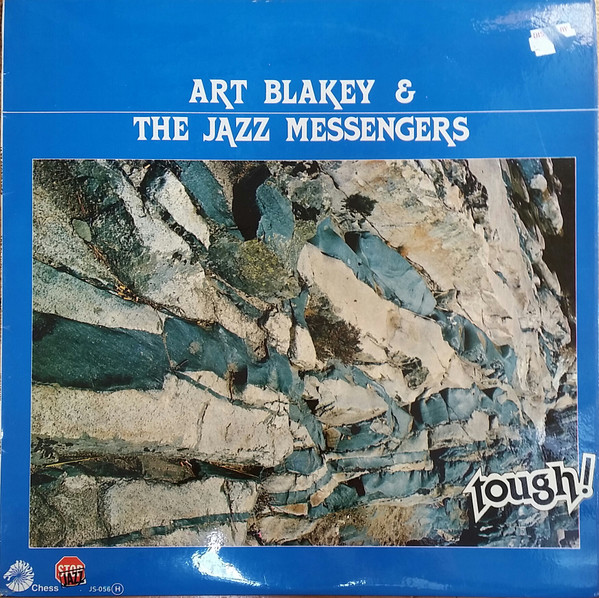 ART BLAKEY &
THE JAZZ MESSENGERS
tough!
Chess
STOP
JAZZ
JS-056 H